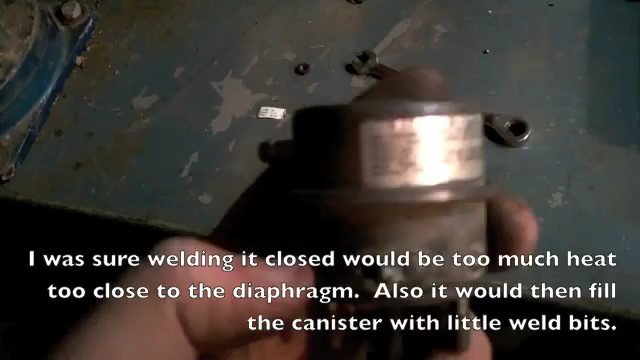 I was sure welding it closed would be too much heat
too close to the diaphragm.  Also it would then fill
the canister with little weld bits.